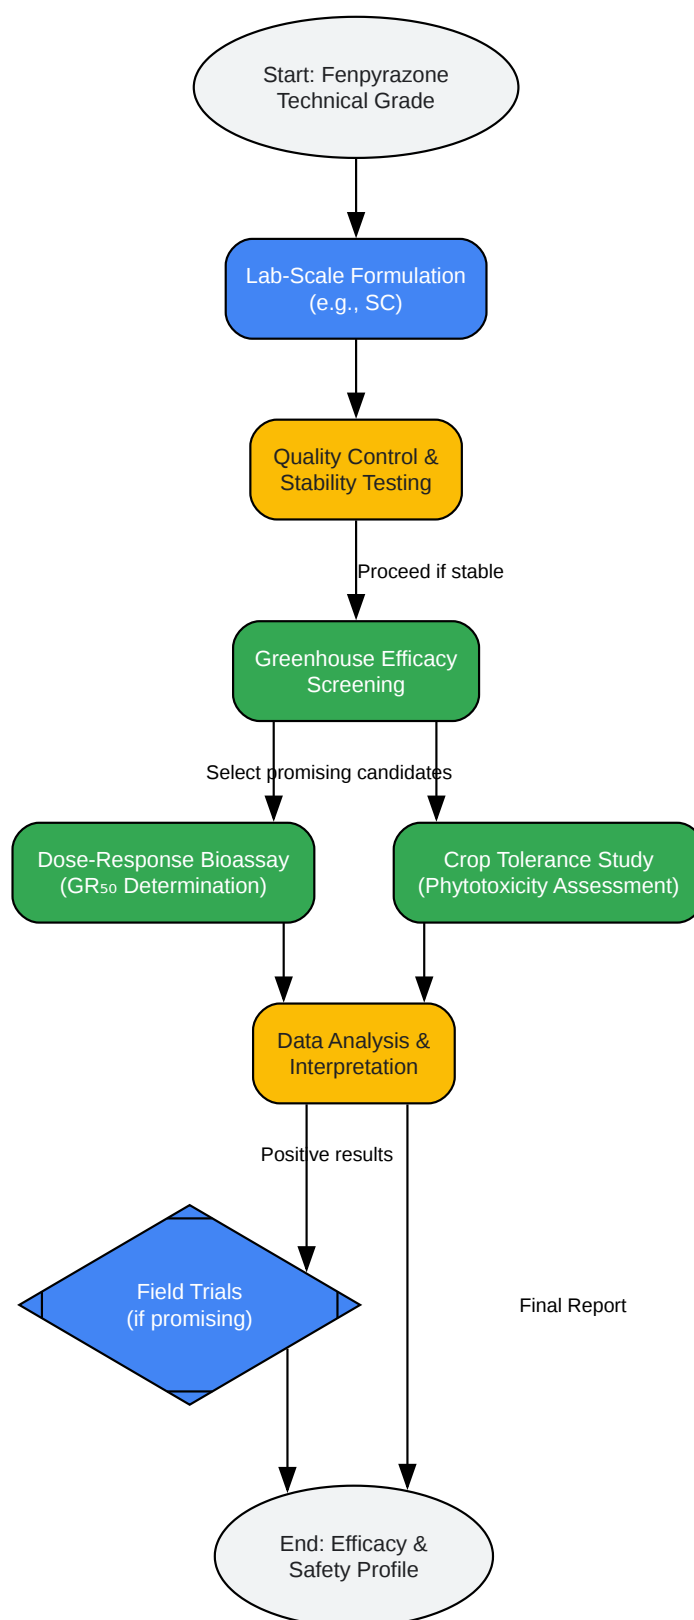 Start: Fenpyrazone
Technical Grade
Lab-Scale Formulation
(e.g., SC)
Quality Control &
Stability Testing
Proceed if stable
Greenhouse Efficacy
Screening
Select promising candidates
Dose-Response Bioassay
(GR₅₀ Determination)
Crop Tolerance Study
(Phytotoxicity Assessment)
Data Analysis &
Interpretation
Positive results
Field Trials
(if promising)
Final Report
End: Efficacy &
Safety Profile